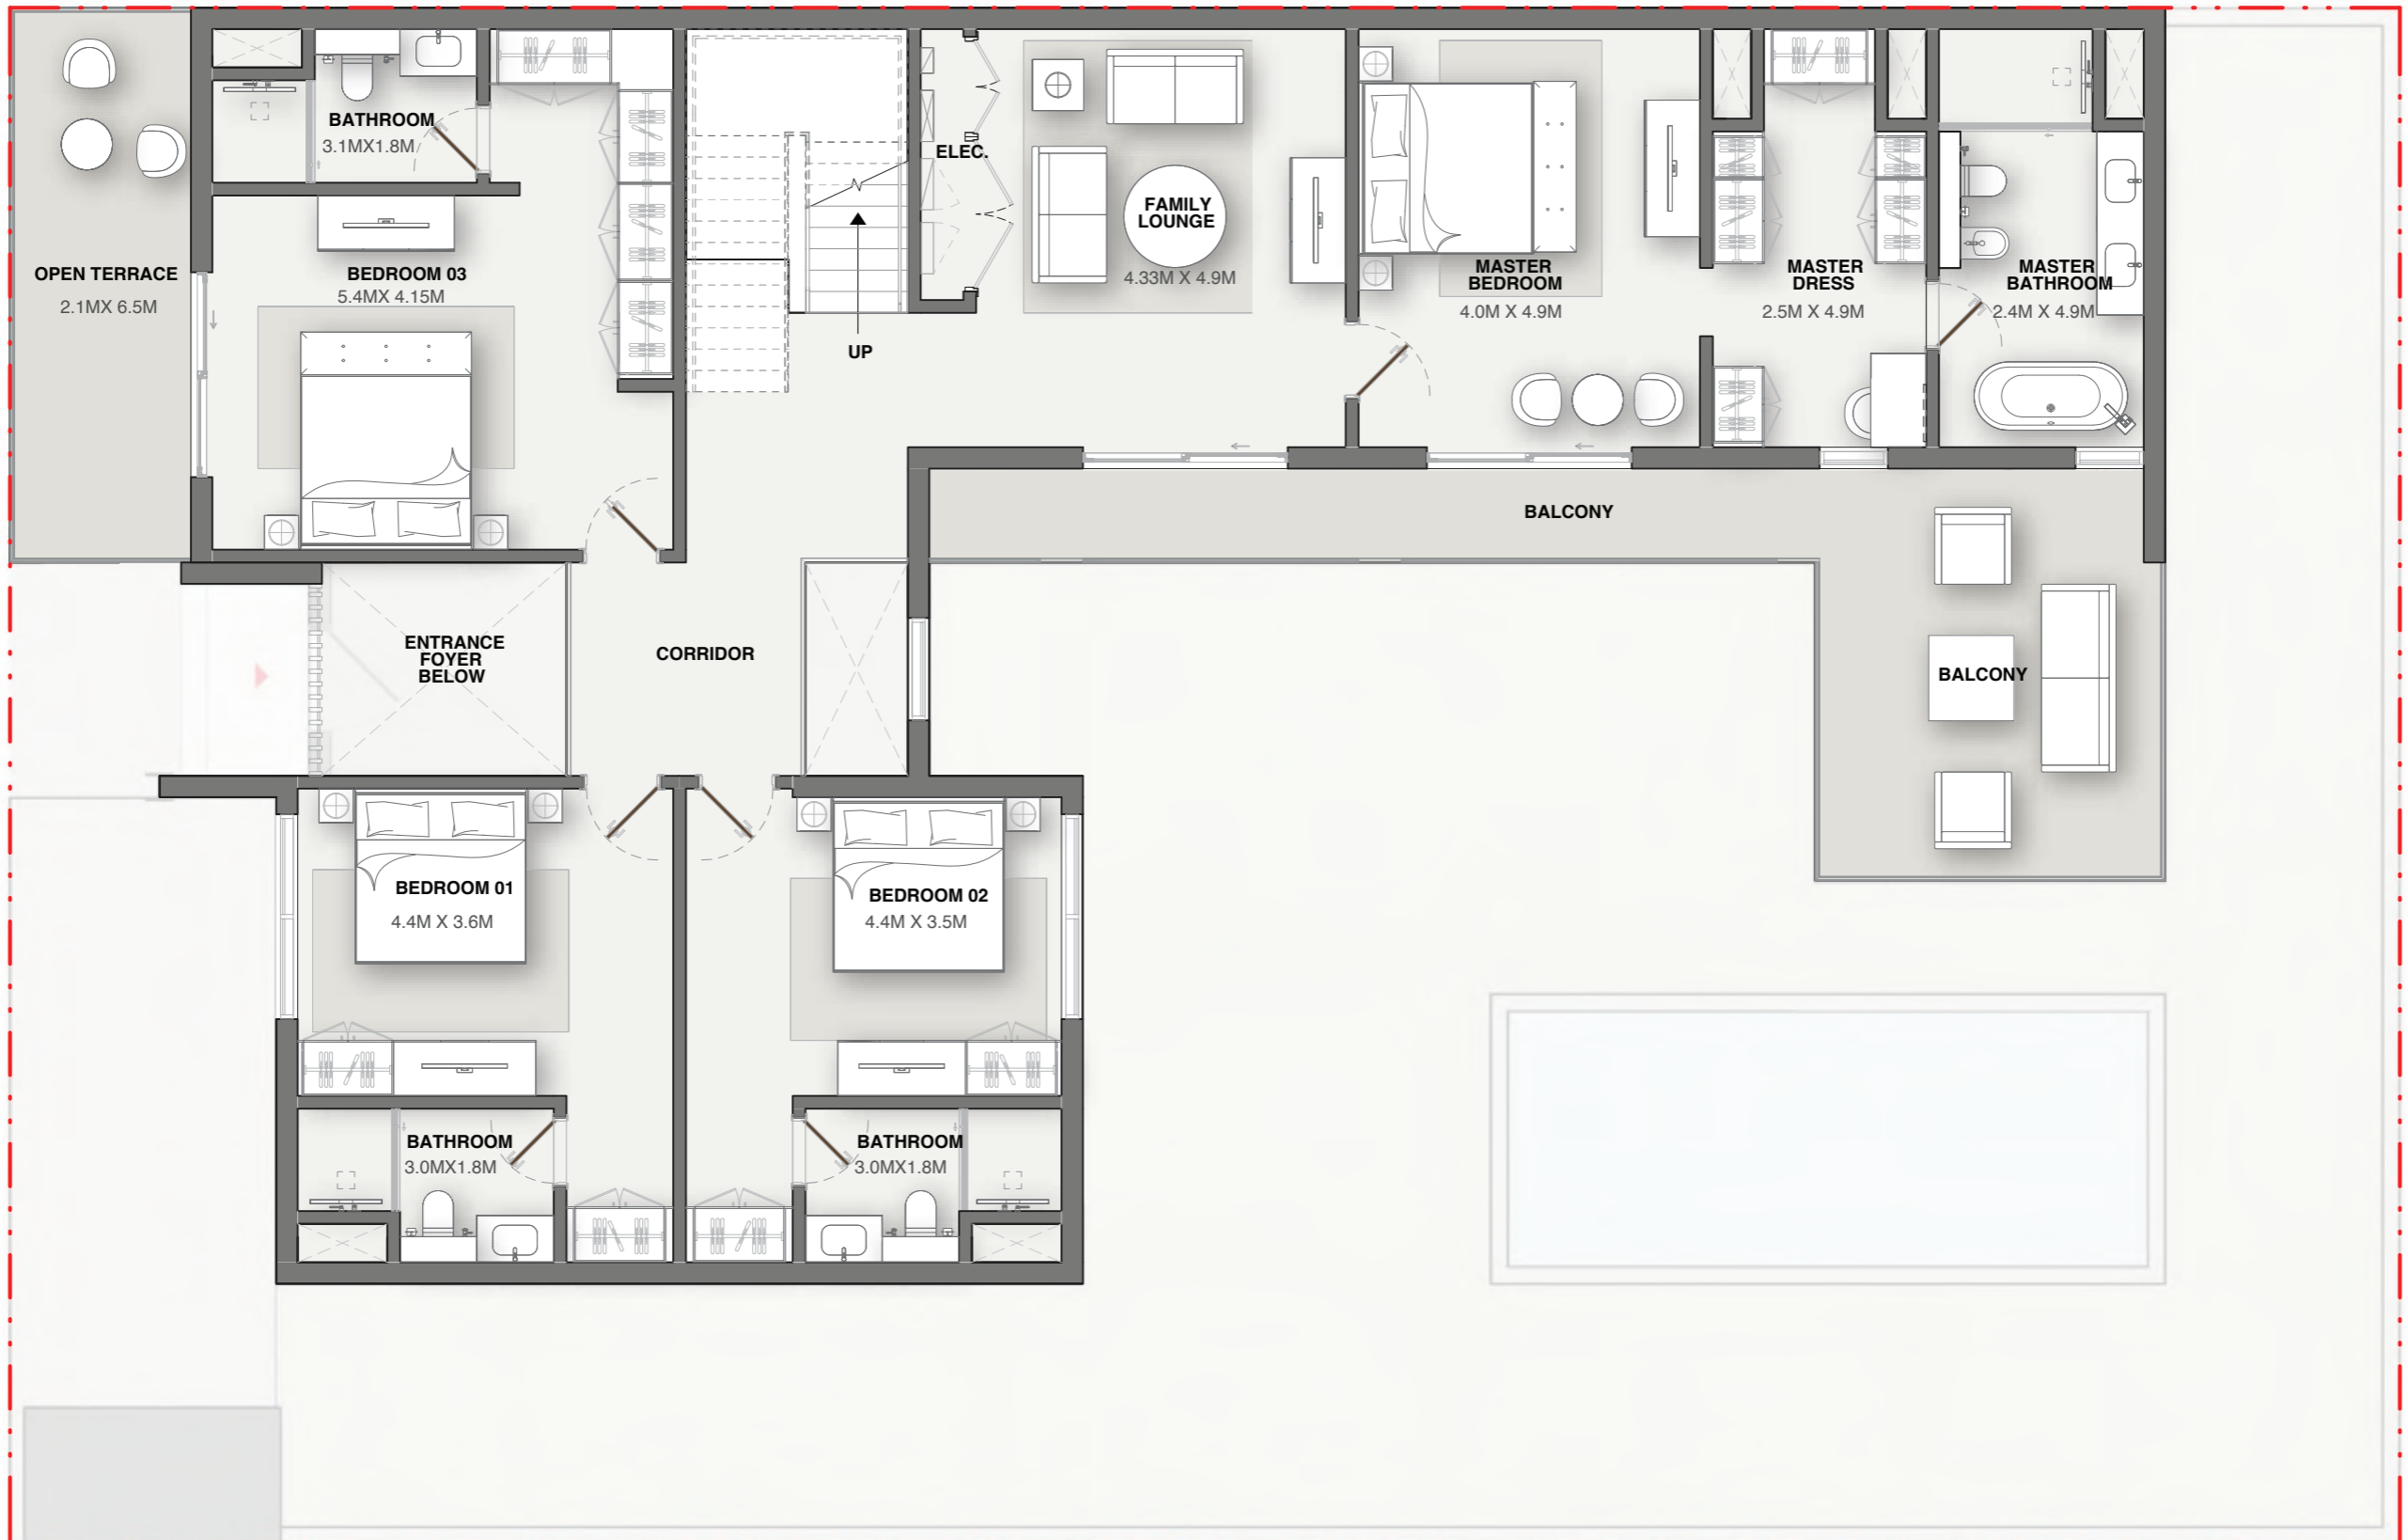 BATHROOM
3.1MX1.8M
ELEC.
FAMILY
LOUNGE
4.33M X 4.9M
OPEN TERRACE
2.1MX 6.5M
BEDROOM 03
5.4MX 4.15M
UP
MASTER
BEDROOM
4.0M X 4.9M
MASTER
DRESS
2.5M X 4.9M
MASTER
BATHROOM
2.4M X 4.9M
BALCONY
ENTRANCE
FOYER
BELOW
CORRIDOR
BALCONY
BEDROOM 01
4.4M X 3.6M
BEDROOM 02
4.4M X 3.5M
BATHROOM
3.0MX1.8M
BATHROOM
3.0MX1.8M